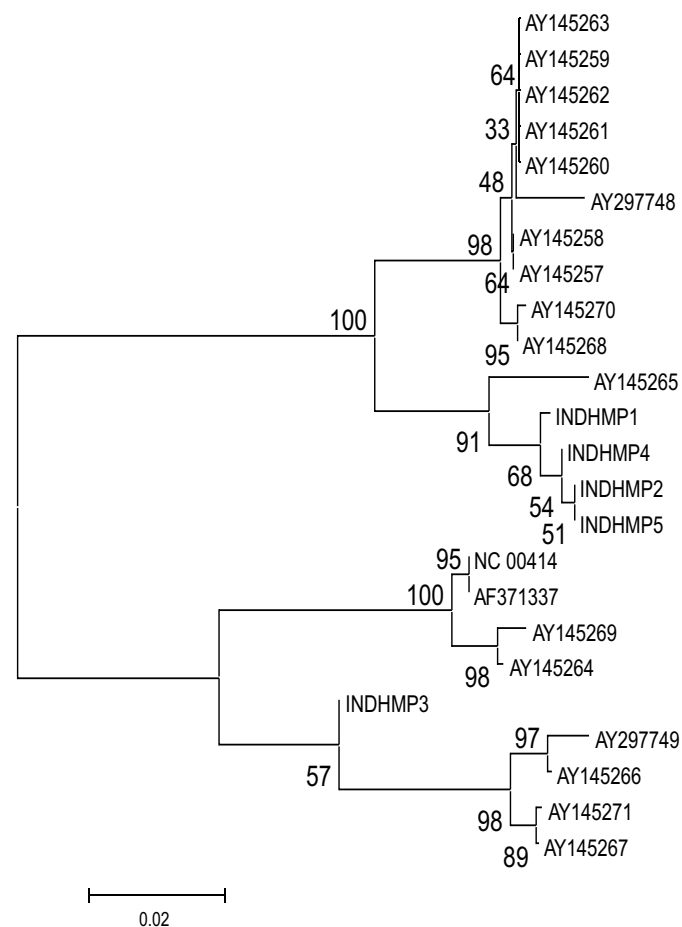 AY145263
AY145259
64
AY145262
33
AY145261
AY145260
48
AY297748
98
AY145258
64
AY145257
AY145270
100
95
AY145268
AY145265
91
INDHMP1
68
INDHMP4
54
INDHMP2
51
INDHMP5
95
NC 00414
100
AF371337
AY145269
98
AY145264
INDHMP3
57
97
AY297749
AY145266
98
AY145271
89
AY145267
0.02